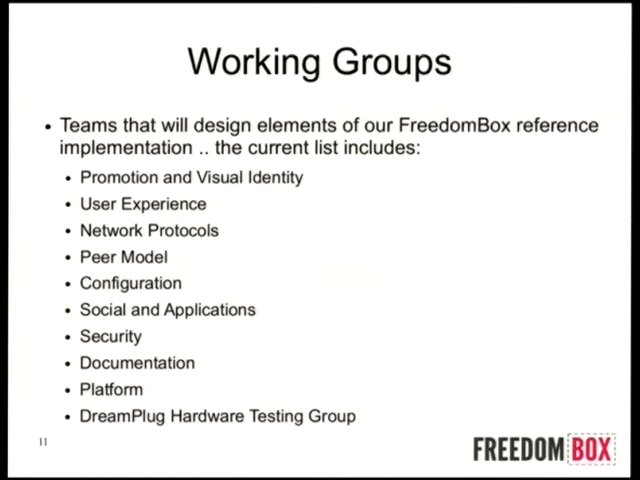 Working Groups
• Teams that will design elements of our FreedomBox reference
implementation .. the current list includes:
• Promotion and Visual Identity
• User Experience
• Network Protocols
• Peer Model
• Configuration
• Social and Applications
• Security
• Documentation
• Platform
• DreamPlug Hardware Testing Group
11
FREEDOMBOX